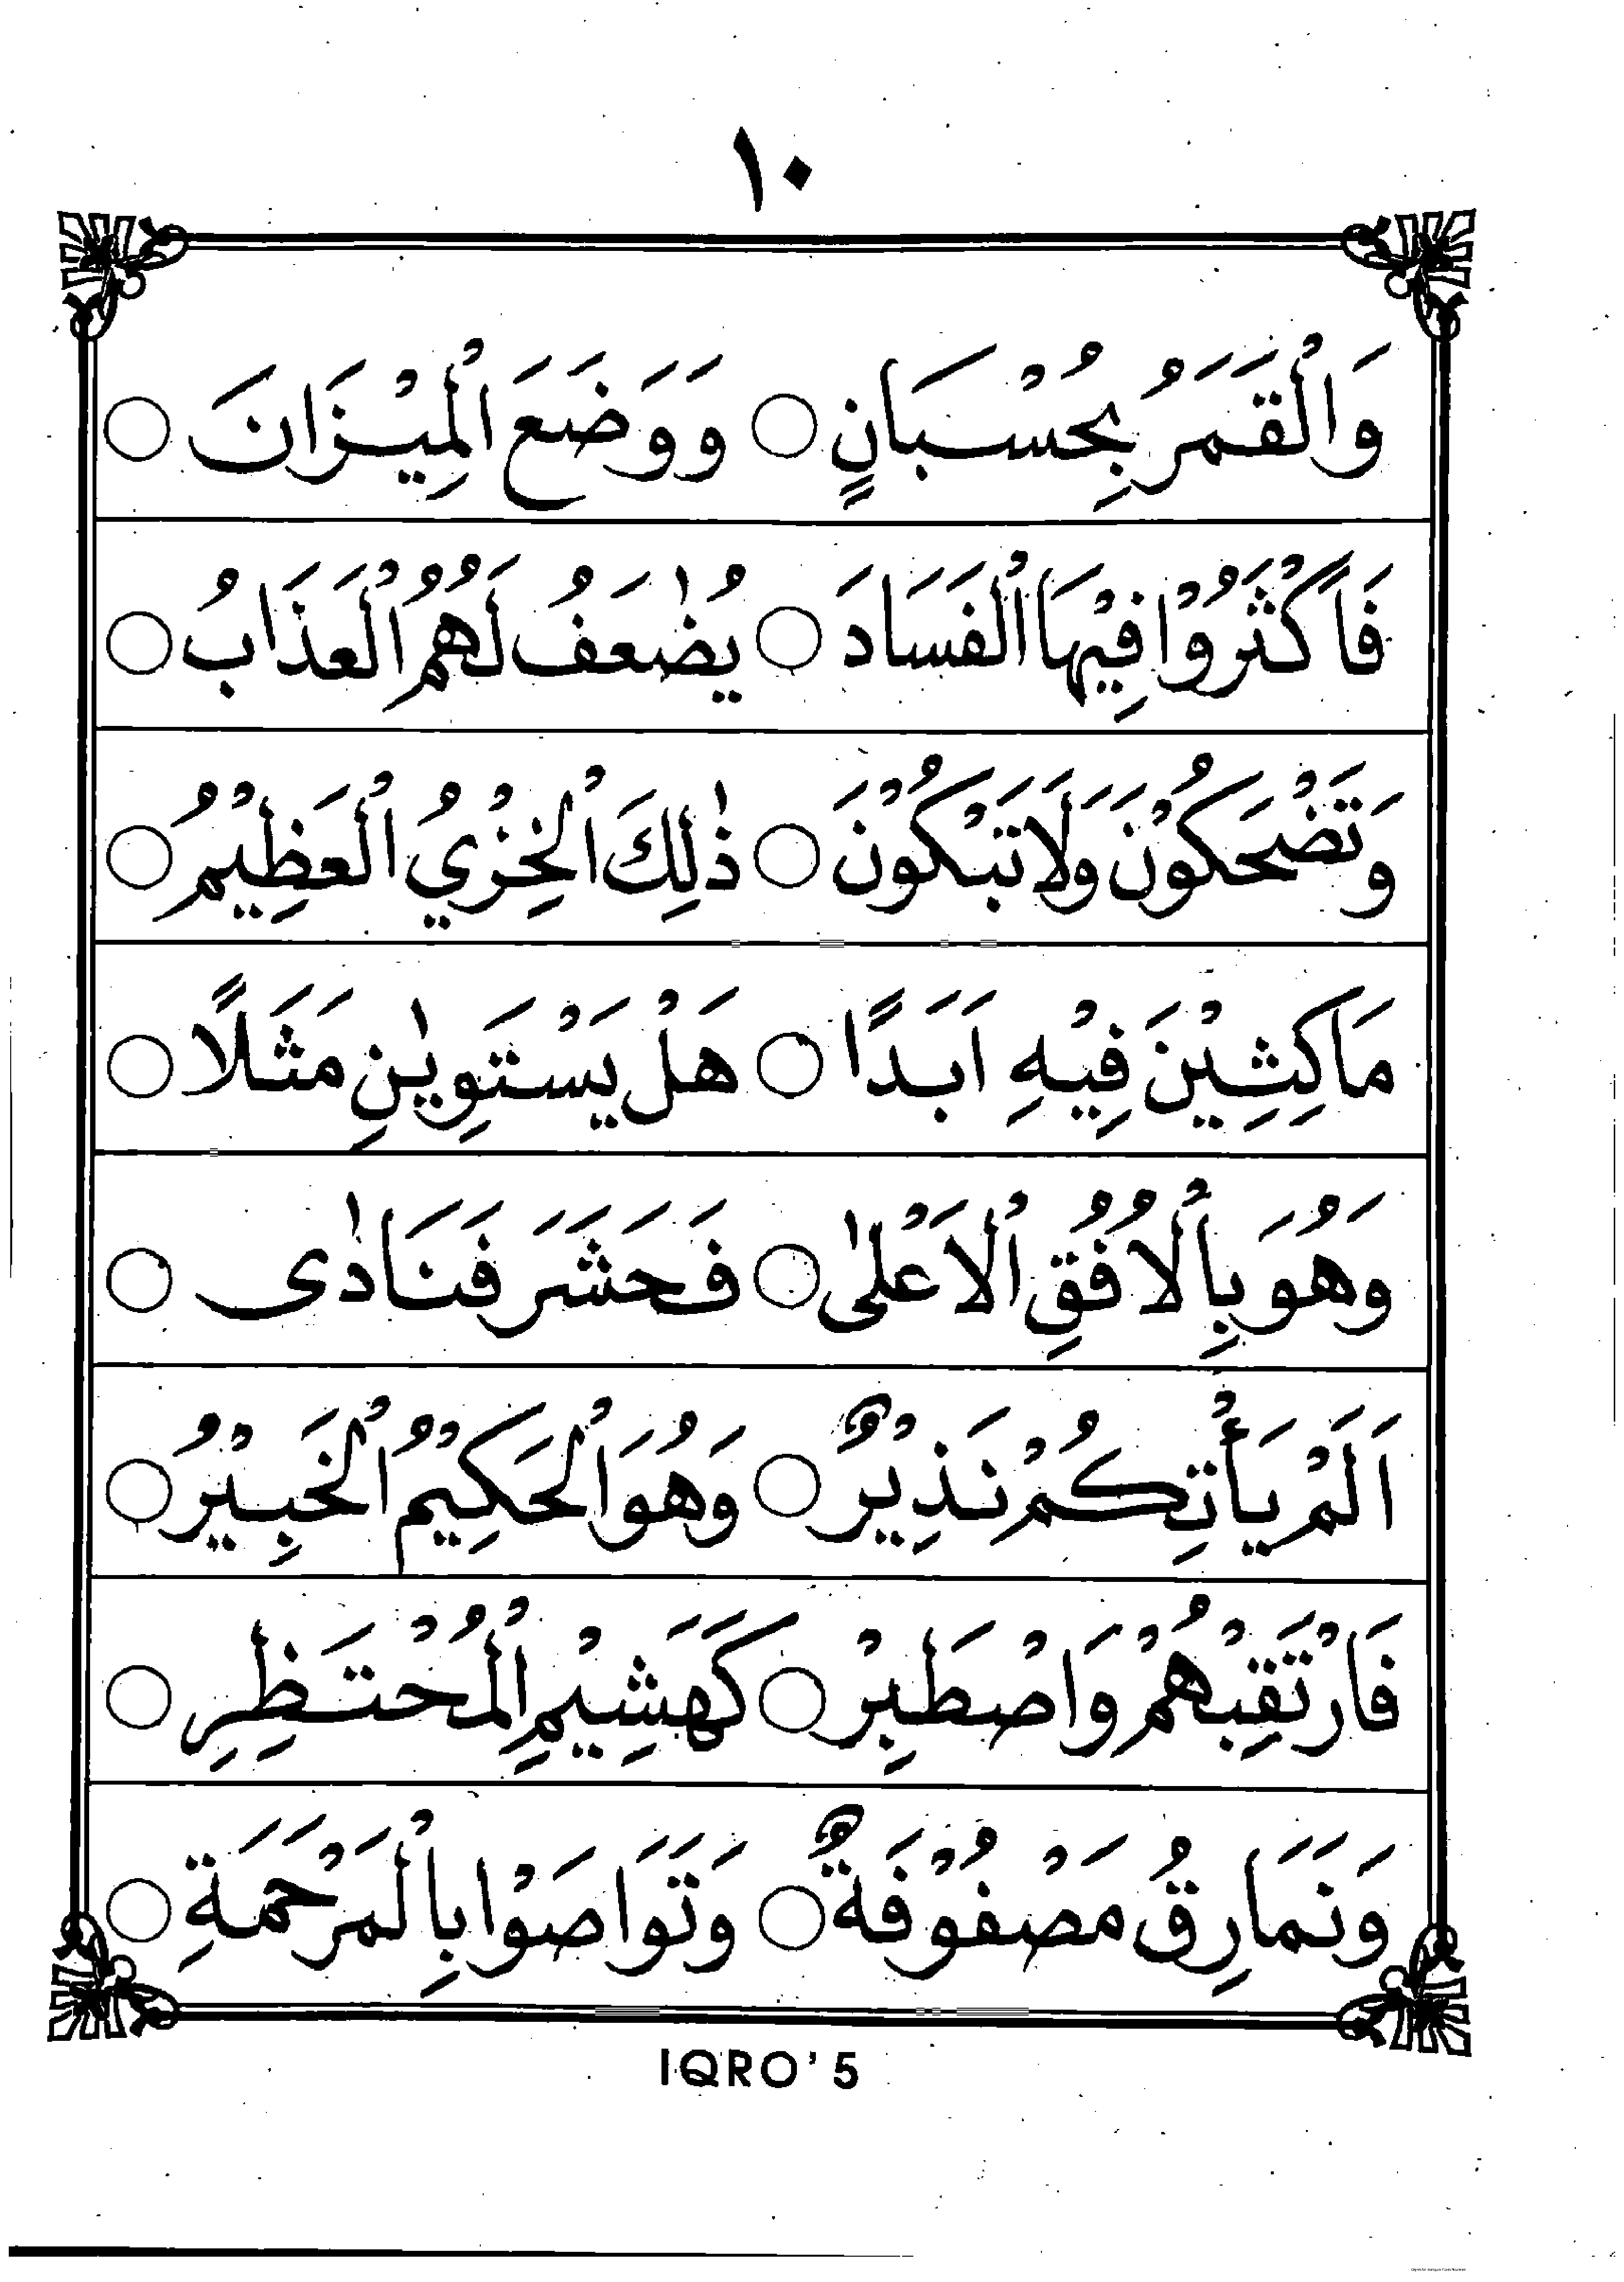 ١٠
وَالْقَمَرُ بِحُسْبَانٍ ○ وَوَضَعَ الْمِيْزَانَ ○
فَاَكْثَرُوْا فِيْهَا الْفَسَادَ ○ يُضٰعَفُ لَهُمُ الْعَذَابُ ○
وَتَضْحَكُوْنَ وَلَا تَبْكُوْنَ ○ ذٰلِكَ الْخِزْيُ الْعَظِيْمُ ○
مَاكِثِيْنَ فِيْهِ اَبَدًا ○ هَلْ يَسْتَوِيٰنِ مَثَلًا ○
وَهُوَ بِالْاُفُقِ الْاَعْلٰى ○ فَحَشَرَ فَنَادٰى ○
اَلَمْ يَأْتِكُمْ نَذِيْرٌ ○ وَهُوَ الْحَكِيْمُ الْخَبِيْرُ ○
فَارْتَقِبْهُمْ وَاصْطَبِرْ ○ كَهَشِيْمِ الْمُحْتَظِرِ ○
وَنَمَارِقُ مَصْفُوْفَةٌ ○ وَتَوَاصَوْا بِالْمَرْحَمَةِ ○
IQRO'5